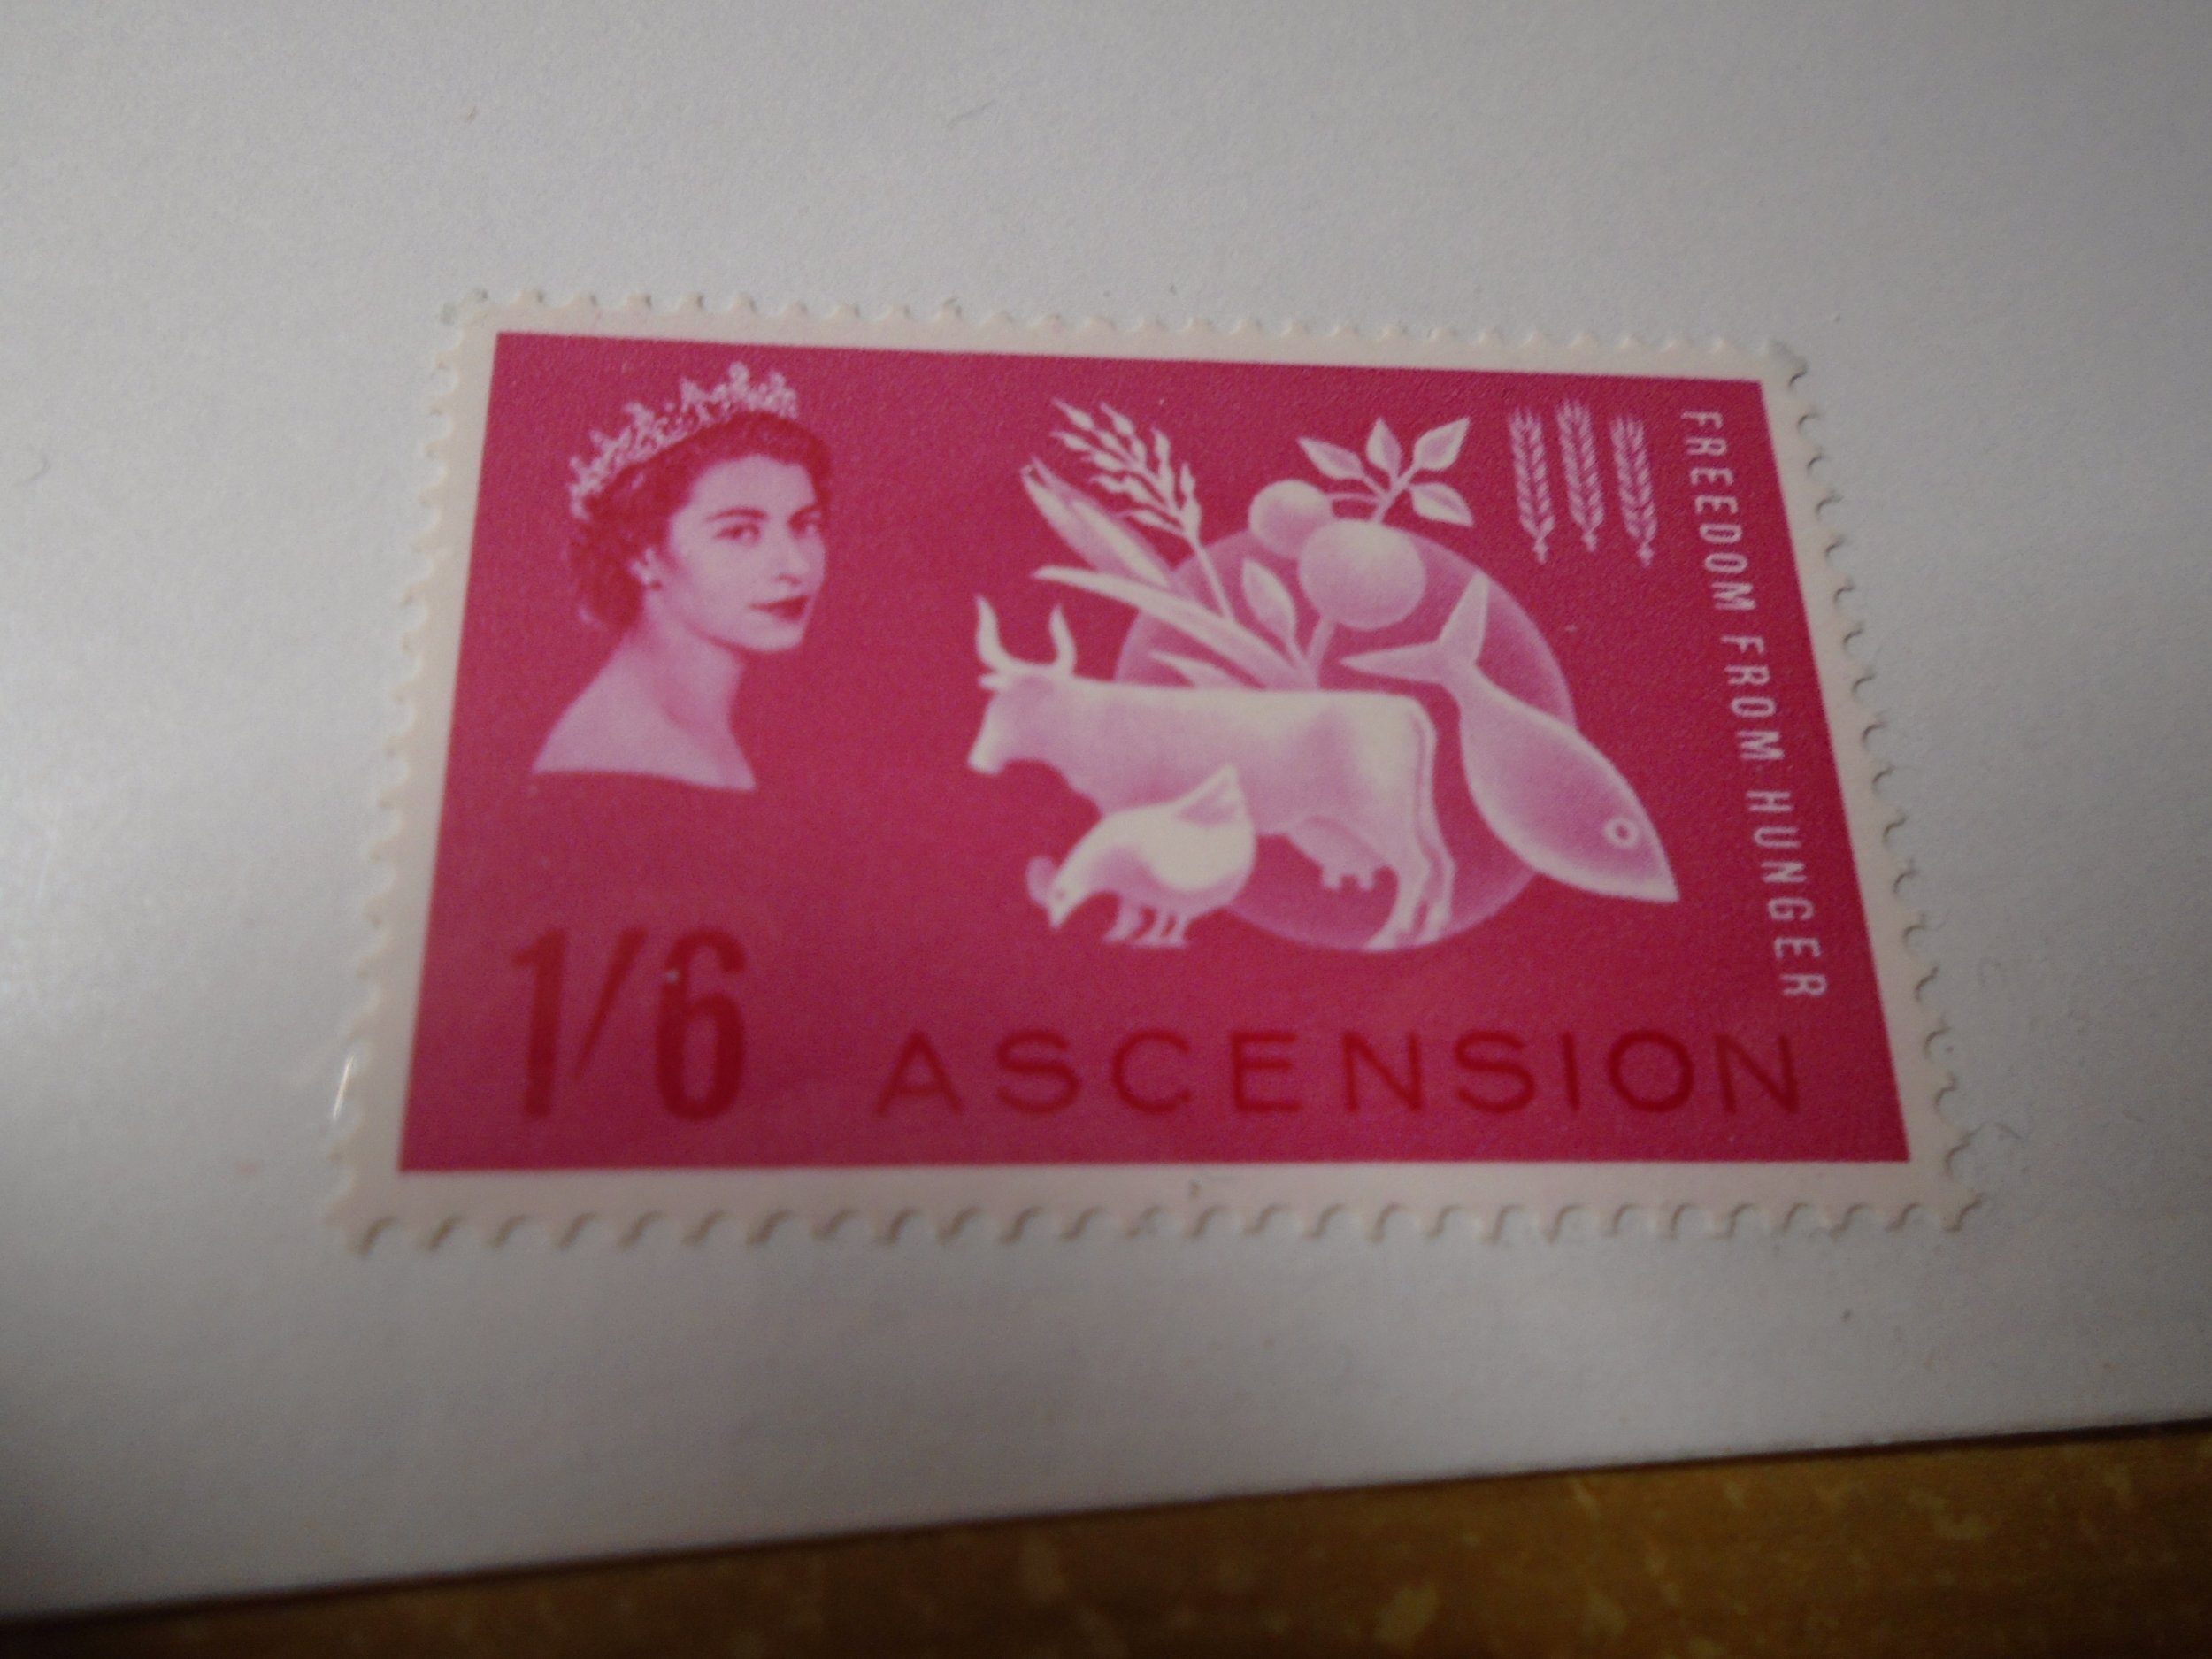 FREEDOM FROM HUNGER
1/6
ASCENSION